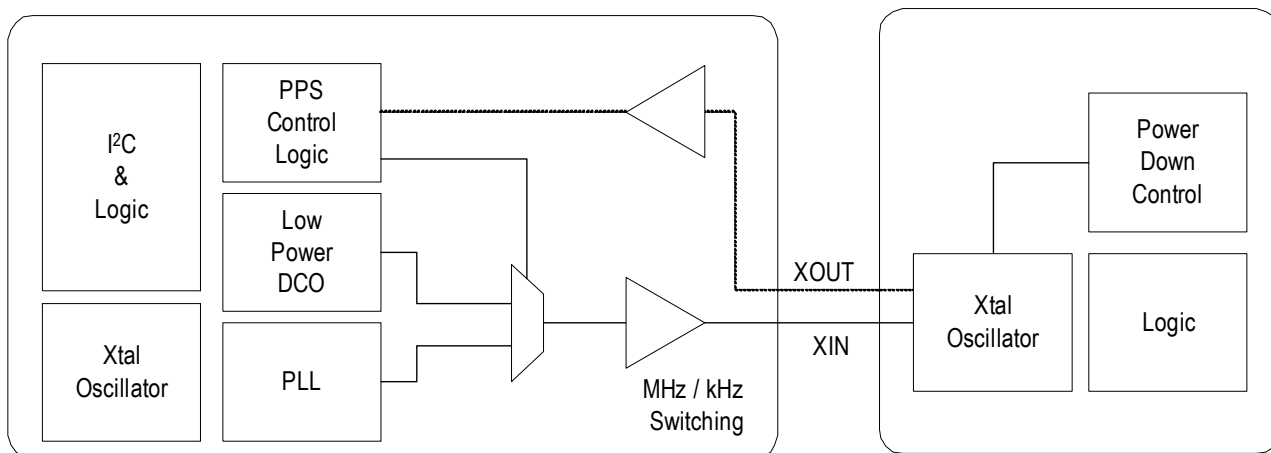 I²C
&
Logic
Xtal
Oscillator
PPS
Control
Logic
Low
Power
DCO
PLL
MHz / kHz
Switching
XOUT
XIN
Power
Down
Control
Xtal
Oscillator
Logic